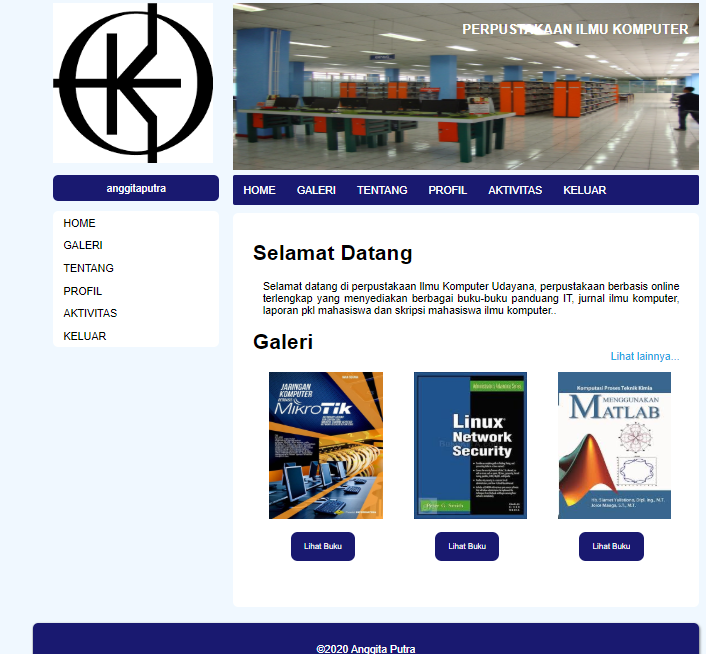 PERPUSTAKAAN ILMU KOMPUTER
anggitaputra
HOME GALERI TENTANG PROFIL AKTIVITAS KELUAR
HOME
GALERI
TENTANG
PROFIL
AKTIVITAS
KELUAR
Selamat Datang
Selamat datang di perpustakaan Ilmu Komputer Udayana, perpustakaan berbasis online
terlengkap yang menyediakan berbagai buku-buku panduang IT, jurnal ilmu komputer,
laporan pkl mahasiswa dan skripsi mahasiswa ilmu komputer..
Galeri
Lihat lainnya...
JARINGAN
KOMPUTER
MikroTik
Linux
Network
Security
Komputasi Proses Teknik Kimia
MENGGUNAKAN
MATLAB
Lihat Buku
Lihat Buku
Lihat Buku
©2020 Anggita Putra